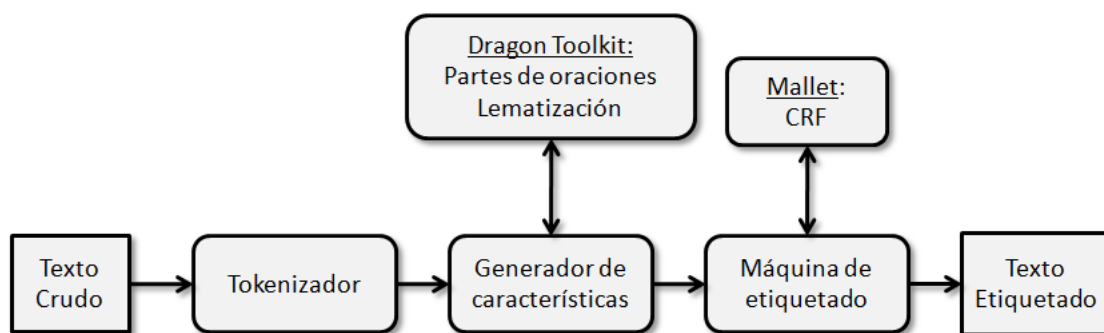 Dragon Toolkit:
Partes de oraciones
Lematización
Mallet:
CRF
Texto
Crudo
Tokenizador
Generador de
características
Máquina de
etiquetado
Texto
Etiquetado